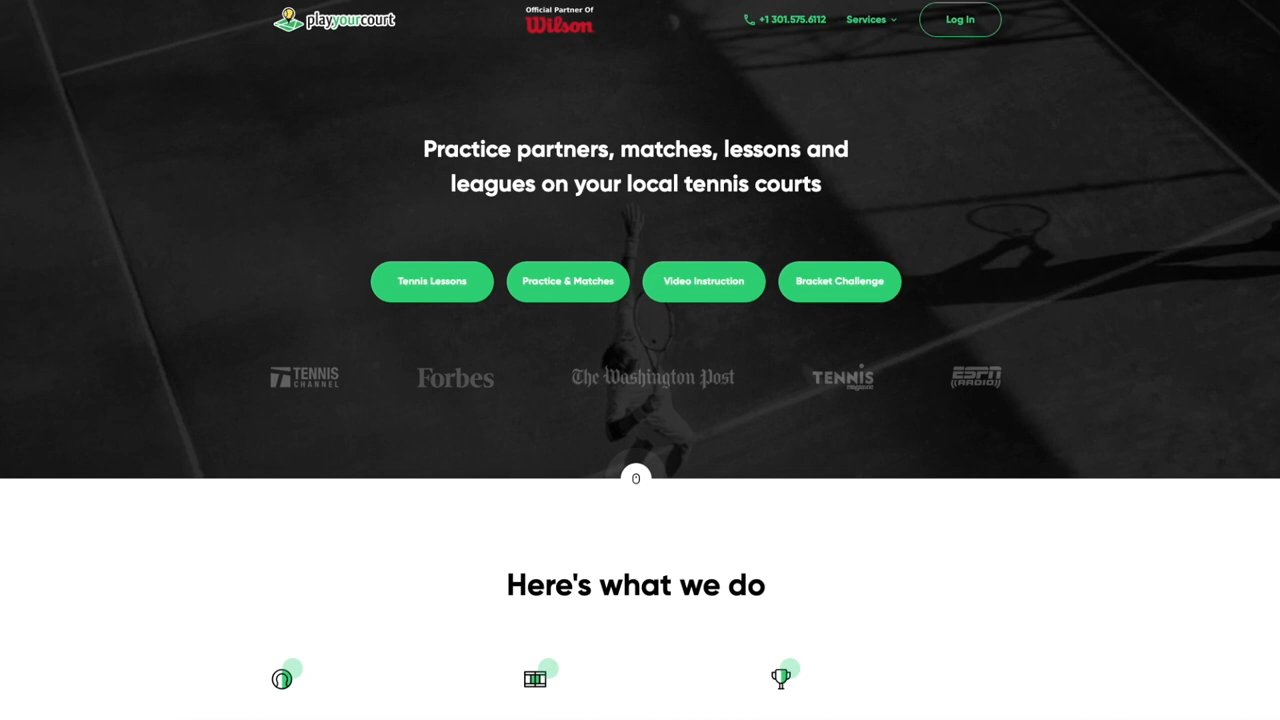 playyourcourt
Official Partner Of
Wilson
+1 301.575.6112
Services
Log In
Practice partners, matches, lessons and
leagues on your local tennis courts
Tennis Lessons
Practice & Matches
Video Instruction
Bracket Challenge
TENNIS
CHANNEL
Forbes
The Washington Post
TENNIS
magazine
ESPN
RADIO
Here's what we do